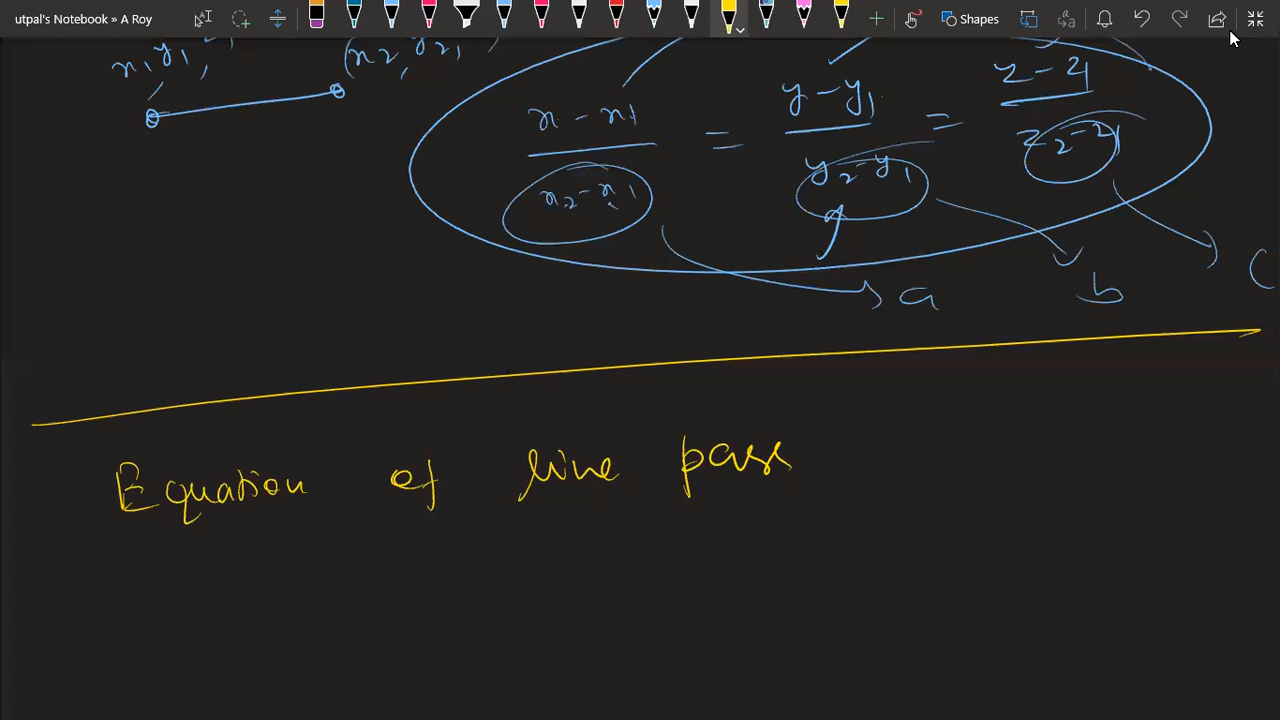 utpal's Notebook » A Roy
Shapes
x₁ y₁,
(x₂, y₂,
x - x₁ / x₂ - x₁ = y - y₁ / y₂ - y₁ = z - z₁ / z₂ - z₁
a
b
C
Equation of line pass